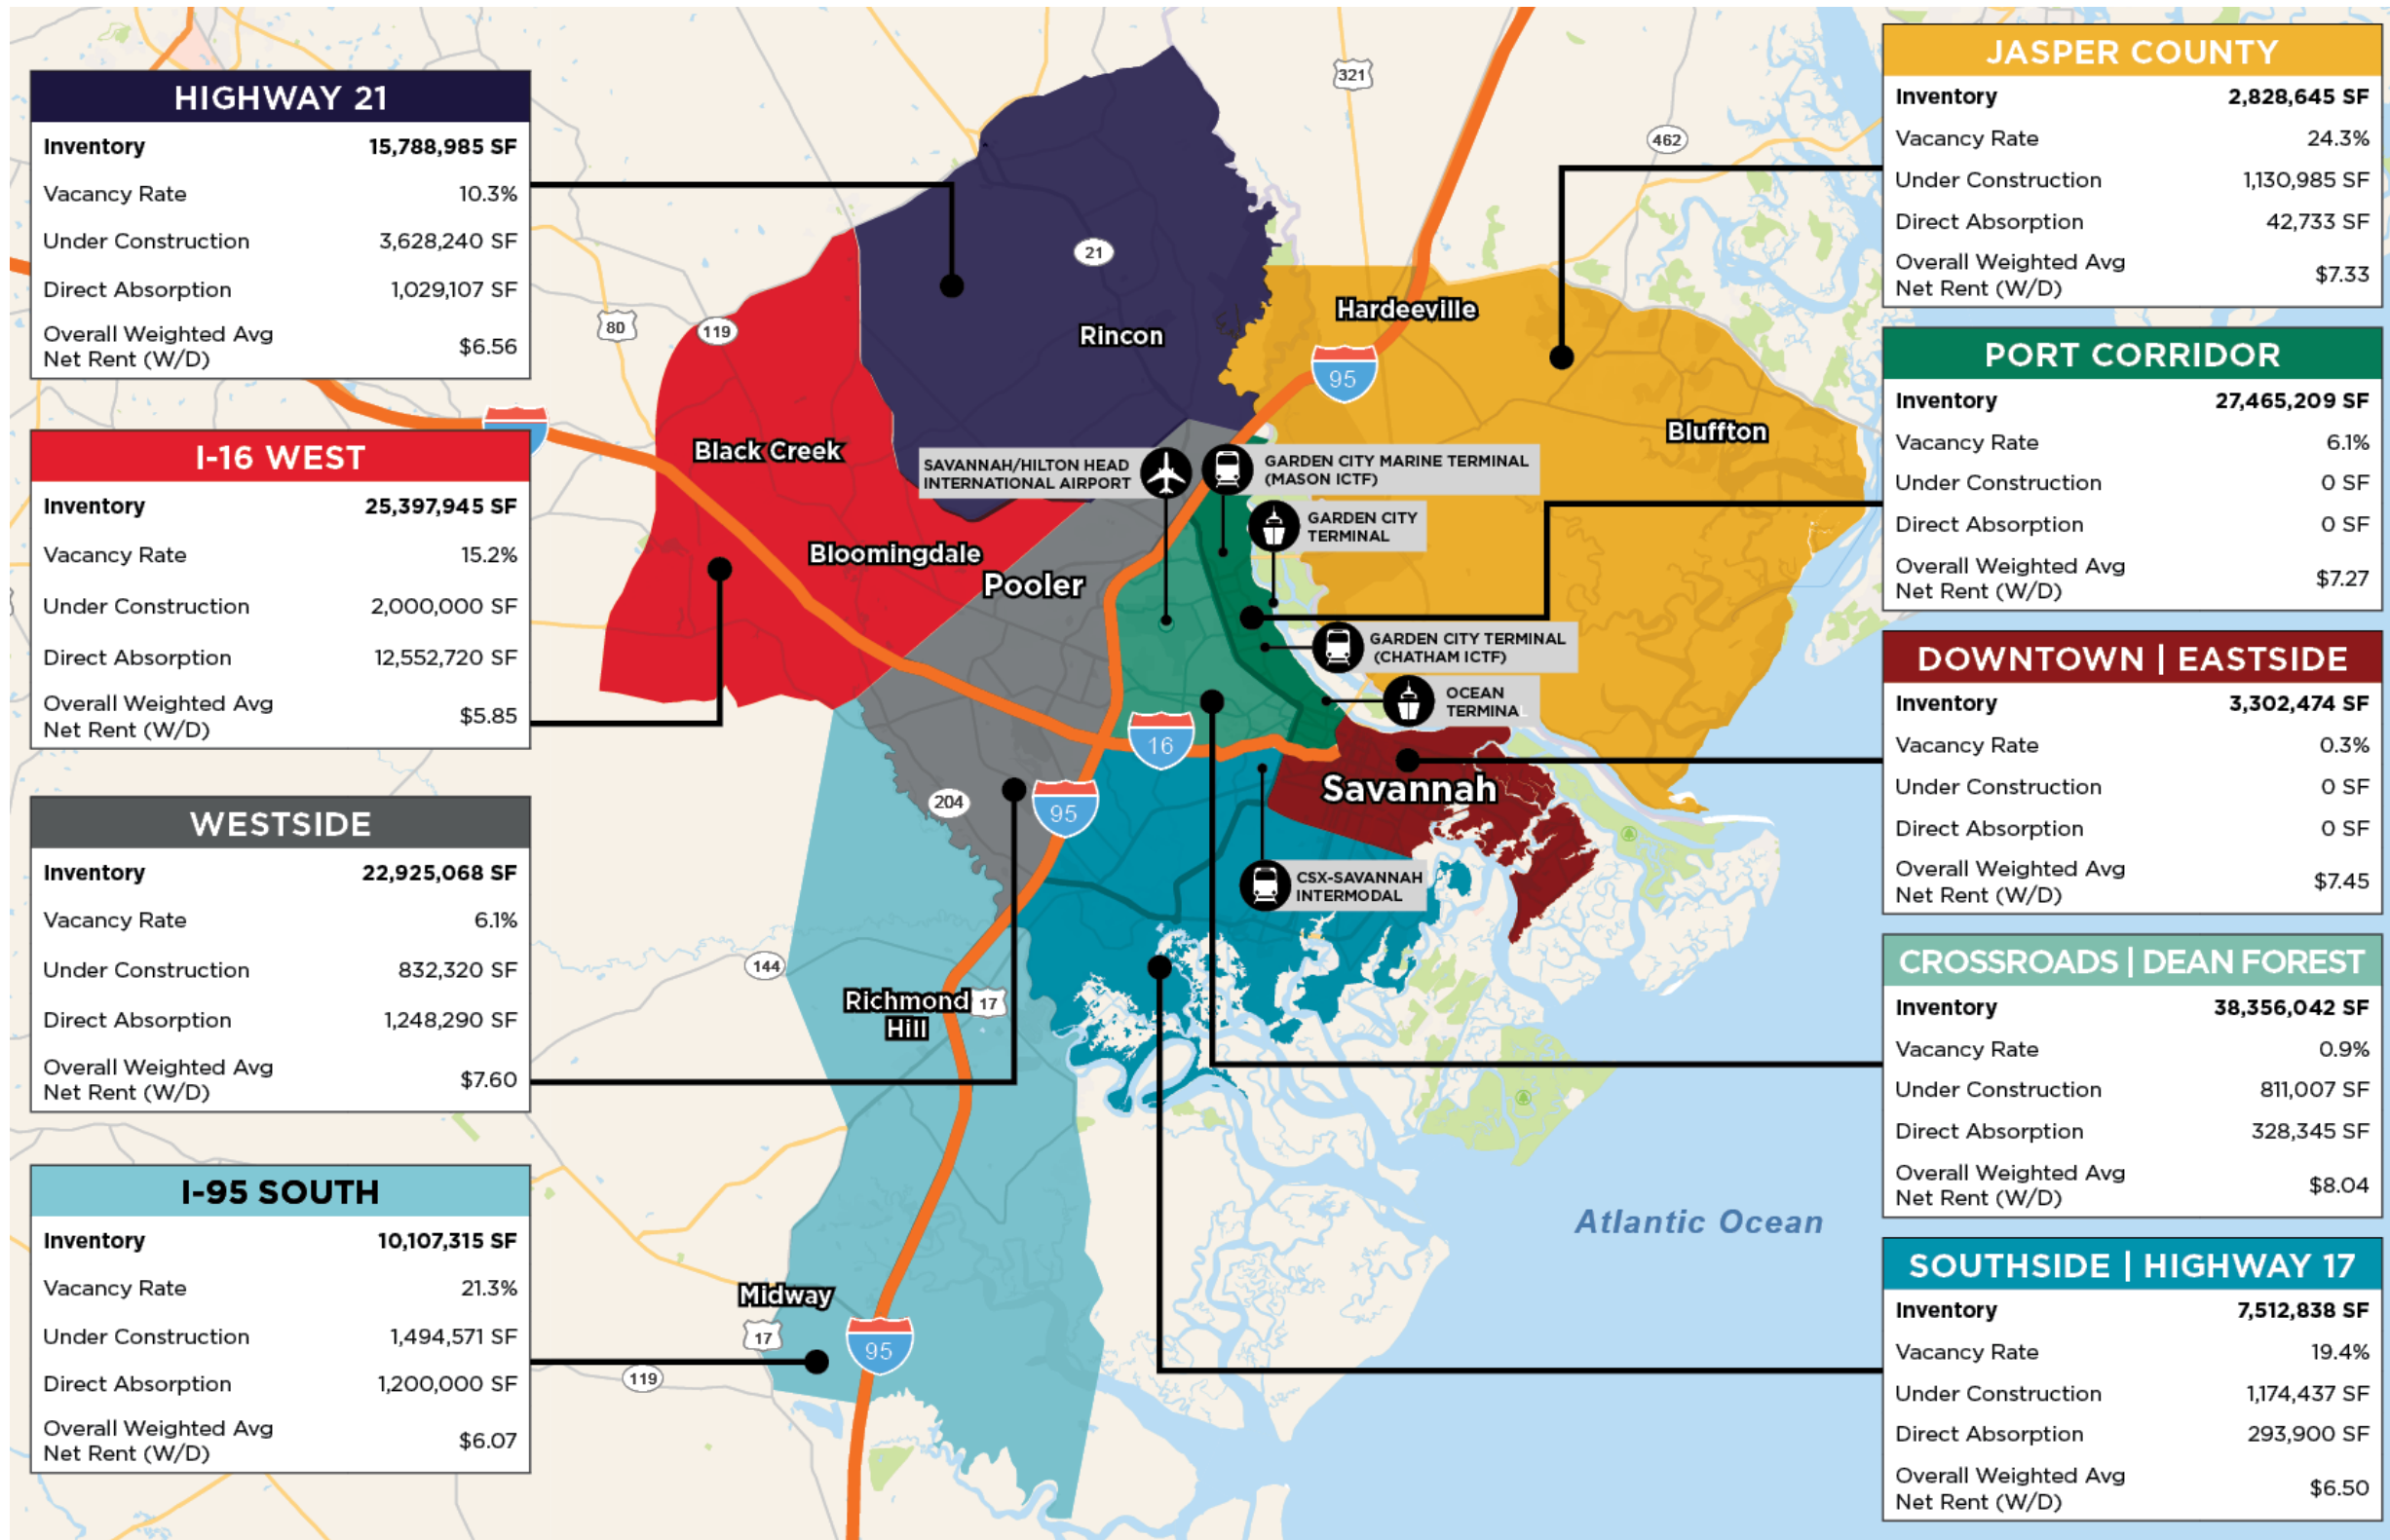 HIGHWAY 21
Inventory 15,788,985 SF
Vacancy Rate 10.3%
Under Construction 3,628,240 SF
Direct Absorption 1,029,107 SF
Overall Weighted Avg
Net Rent (W/D) $6.56
I-16 WEST
Inventory 25,397,945 SF
Vacancy Rate 15.2%
Under Construction 2,000,000 SF
Direct Absorption 12,552,720 SF
Overall Weighted Avg
Net Rent (W/D) $5.85
WESTSIDE
Inventory 22,925,068 SF
Vacancy Rate 6.1%
Under Construction 832,320 SF
Direct Absorption 1,248,290 SF
Overall Weighted Avg
Net Rent (W/D) $7.60
I-95 SOUTH
Inventory 10,107,315 SF
Vacancy Rate 21.3%
Under Construction 1,494,571 SF
Direct Absorption 1,200,000 SF
Overall Weighted Avg
Net Rent (W/D) $6.07
321
462
21
80
119
Rincon
Hardeeville
95
Bluffton
Black Creek
SAVANNAH/HILTON HEAD
INTERNATIONAL AIRPORT
GARDEN CITY MARINE TERMINAL
(MASON ICTF)
GARDEN CITY
TERMINAL
Bloomingdale
Pooler
GARDEN CITY TERMINAL
(CHATHAM ICTF)
OCEAN
TERMINAL
16
Savannah
204
95
CSX-SAVANNAH
INTERMODAL
144
Richmond
Hill
17
Atlantic Ocean
Midway
17
95
119
JASPER COUNTY
Inventory 2,828,645 SF
Vacancy Rate 24.3%
Under Construction 1,130,985 SF
Direct Absorption 42,733 SF
Overall Weighted Avg
Net Rent (W/D) $7.33
PORT CORRIDOR
Inventory 27,465,209 SF
Vacancy Rate 6.1%
Under Construction 0 SF
Direct Absorption 0 SF
Overall Weighted Avg
Net Rent (W/D) $7.27
DOWNTOWN | EASTSIDE
Inventory 3,302,474 SF
Vacancy Rate 0.3%
Under Construction 0 SF
Direct Absorption 0 SF
Overall Weighted Avg
Net Rent (W/D) $7.45
CROSSROADS | DEAN FOREST
Inventory 38,356,042 SF
Vacancy Rate 0.9%
Under Construction 811,007 SF
Direct Absorption 328,345 SF
Overall Weighted Avg
Net Rent (W/D) $8.04
SOUTHSIDE | HIGHWAY 17
Inventory 7,512,838 SF
Vacancy Rate 19.4%
Under Construction 1,174,437 SF
Direct Absorption 293,900 SF
Overall Weighted Avg
Net Rent (W/D) $6.50